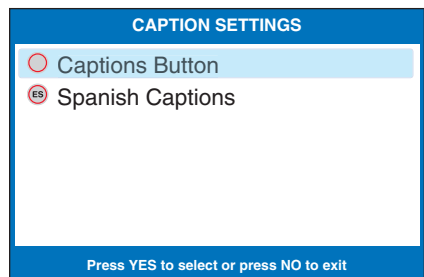 CAPTION SETTINGS
Captions Button
ES Spanish Captions
Press YES to select or press NO to exit